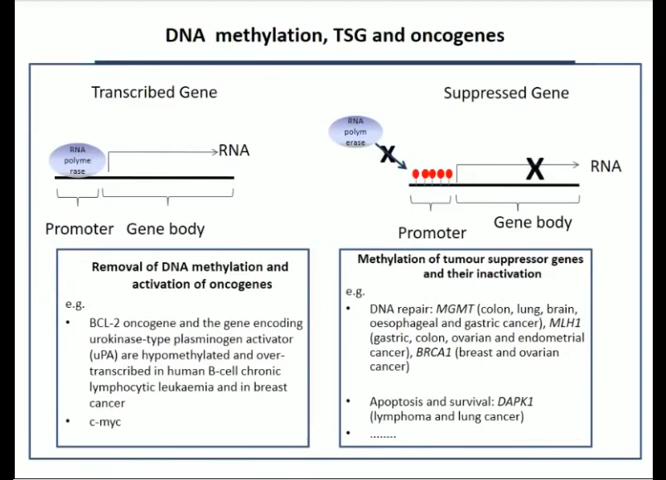 DNA methylation, TSG and oncogenes
Transcribed Gene
RNA
polyme
rase
RNA
Promoter
Gene body
Suppressed Gene
RNA
polym
erase
X
X
RNA
Promoter
Gene body
Removal of DNA methylation and
activation of oncogenes
e.g.
• BCL-2 oncogene and the gene encoding
urokinase-type plasminogen activator
(uPA) are hypomethylated and over-
transcribed in human B-cell chronic
lymphocytic leukaemia and in breast
cancer
• c-myc
Methylation of tumour suppressor genes
and their inactivation
e.g.
• DNA repair: MGMT (colon, lung, brain,
oesophageal and gastric cancer), MLH1
(gastric, colon, ovarian and endometrial
cancer), BRCA1 (breast and ovarian
cancer)
• Apoptosis and survival: DAPK1
(lymphoma and lung cancer)
• ........